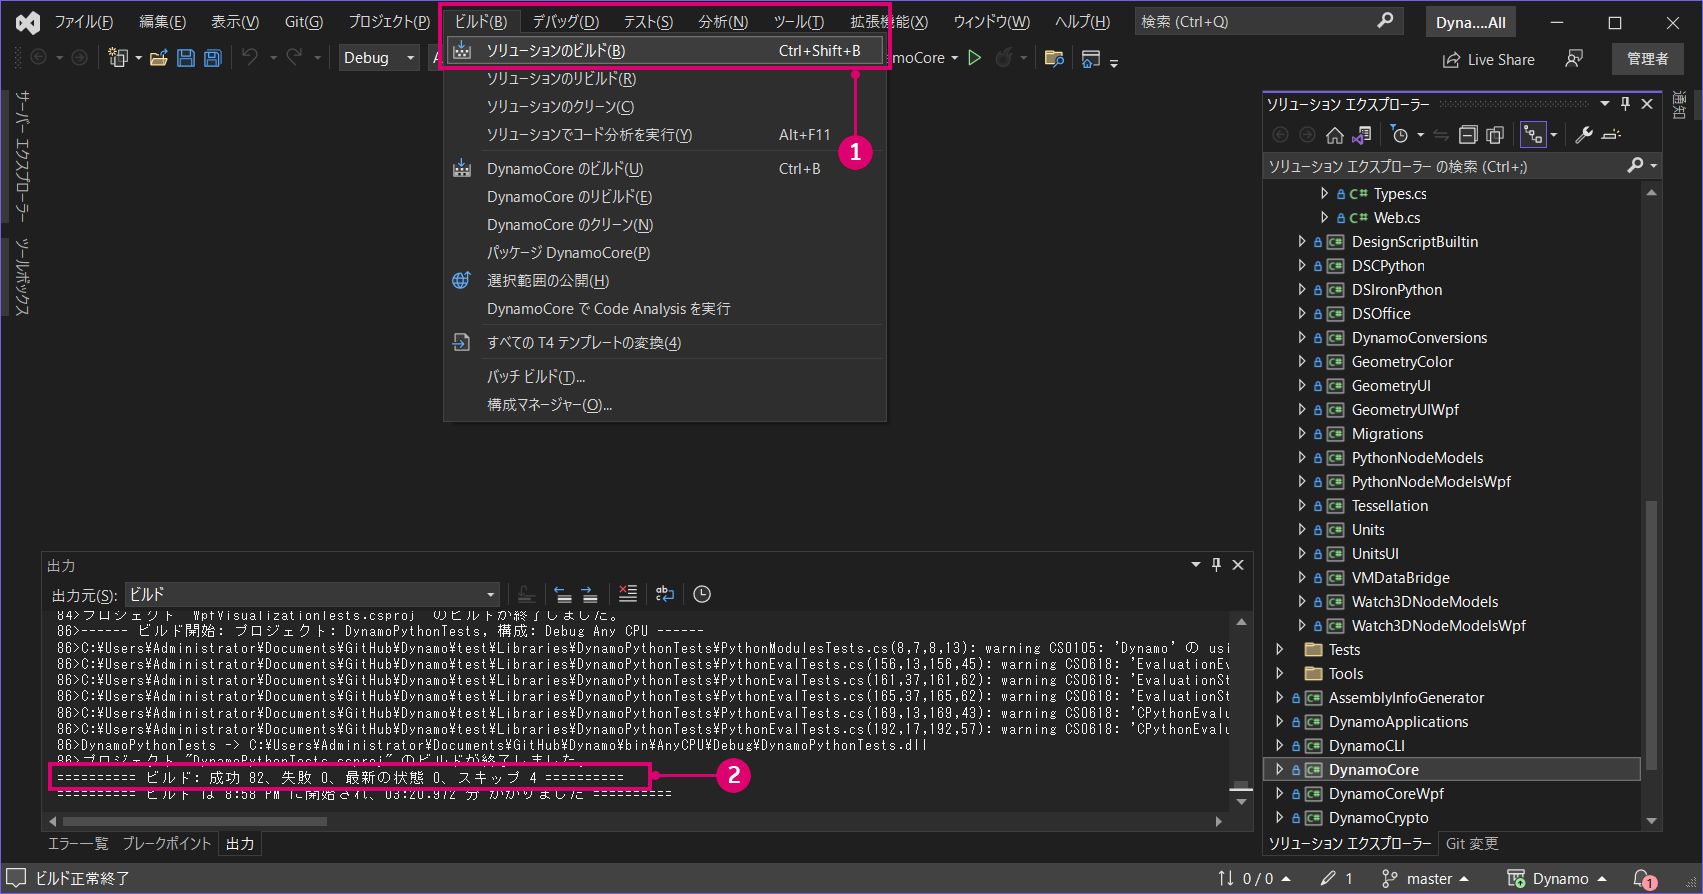 ファイル(F) 編集(E) 表示(V) Git(G) プロジェクト(P) ビルド(B) デバッグ(D) テスト(S) 分析(N) ツール(T) 拡張機能(X) ウィンドウ(W) ヘルプ(H) 検索 (Ctrl+Q) Dyna....All
Debug moCore Live Share 管理者
ソリューションのビルド(B) Ctrl+Shift+B
ソリューションのリビルド(R)
ソリューションのクリーン(C)
ソリューションでコード分析を実行(Y) Alt+F11
1
DynamoCore のビルド(U) Ctrl+B
DynamoCore のリビルド(E)
DynamoCore のクリーン(N)
パッケージ DynamoCore(P)
選択範囲の公開(H)
DynamoCore で Code Analysis を実行
すべての T4 テンプレートの変換(4)
バッチ ビルド(T)...
構成マネージャー(O)...
サーバー エクスプローラー
ツールボックス
通知
ソリューション エクスプローラー
ソリューション エクスプローラー の検索 (Ctrl+;)
C# Types.cs
C# Web.cs
C# DesignScriptBuiltin
C# DSCPython
C# DSIronPython
C# DSOffice
C# DynamoConversions
C# GeometryColor
C# GeometryUI
C# GeometryUIWpf
C# Migrations
C# PythonNodeModels
C# PythonNodeModelsWpf
C# Tessellation
C# Units
C# UnitsUI
C# VMDataBridge
C# Watch3DNodeModels
C# Watch3DNodeModelsWpf
Tests
Tools
C# AssemblyInfoGenerator
C# DynamoApplications
C# DynamoCLI
C# DynamoCore
C# DynamoCoreWpf
C# DynamoCrypto
ソリューション エクスプローラー Git 変更
出力
出力元(S): ビルド
84>プロジェクト "WpfVisualizationTests.csproj" のビルドが終了しました。
86>------ ビルド開始: プロジェクト: DynamoPythonTests, 構成: Debug Any CPU ------
86>C:¥Users¥Administrator¥Documents¥GitHub¥Dynamo¥test¥Libraries¥DynamoPythonTests¥PythonModulesTests.cs(8,7,8,13): warning CS0105: 'Dynamo' の usi
86>C:¥Users¥Administrator¥Documents¥GitHub¥Dynamo¥test¥Libraries¥DynamoPythonTests¥PythonEvalTests.cs(156,13,156,45): warning CS0618: 'EvaluationEv
86>C:¥Users¥Administrator¥Documents¥GitHub¥Dynamo¥test¥Libraries¥DynamoPythonTests¥PythonEvalTests.cs(161,37,161,62): warning CS0618: 'EvaluationSt
86>C:¥Users¥Administrator¥Documents¥GitHub¥Dynamo¥test¥Libraries¥DynamoPythonTests¥PythonEvalTests.cs(165,37,165,62): warning CS0618: 'EvaluationSt
86>C:¥Users¥Administrator¥Documents¥GitHub¥Dynamo¥test¥Libraries¥DynamoPythonTests¥PythonEvalTests.cs(169,13,169,43): warning CS0618: 'CPythonEvalu
86>C:¥Users¥Administrator¥Documents¥GitHub¥Dynamo¥test¥Libraries¥DynamoPythonTests¥PythonEvalTests.cs(192,17,192,57): warning CS0618: 'CPythonEvalu
86>DynamoPythonTests -> C:¥Users¥Administrator¥Documents¥GitHub¥Dynamo¥bin¥AnyCPU¥Debug¥DynamoPythonTests.dll
86>プロジェクト "DynamoPythonTests.csproj" のビルドが終了しました。
========== ビルド: 成功 82、失敗 0、最新の状態 0、スキップ 4 ==========
2
========== ビルド は 8:58 PM に開始され、03:20.972 分 かかりました ==========
エラー一覧 ブレークポイント 出力
ビルド正常終了 0 / 0 1 master Dynamo 1